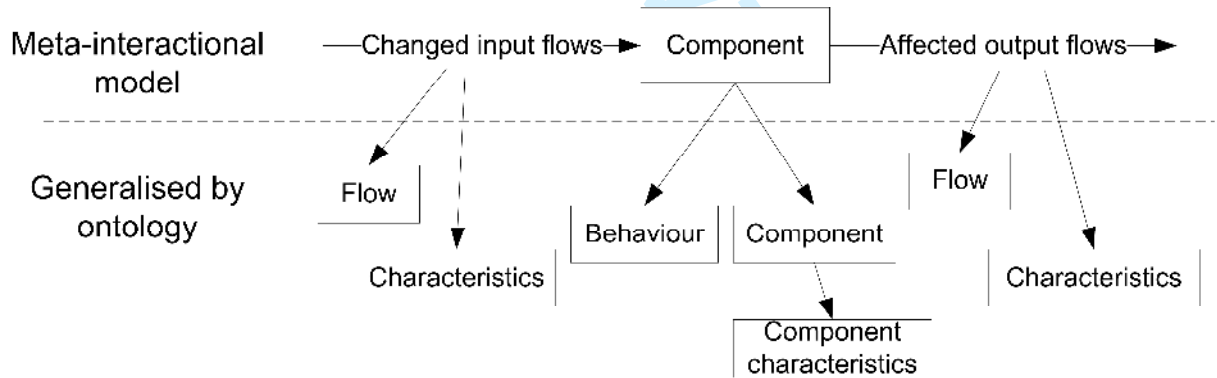 Meta-interactional
model
Changed input flows
Component
Affected output flows
Generalised by
ontology
Flow
Characteristics
Behaviour
Component
Component
characteristics
Flow
Characteristics